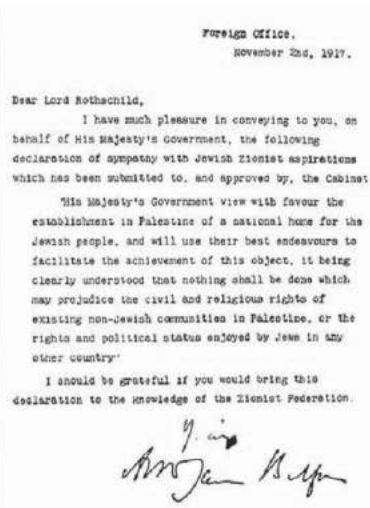 Foreign Office,
November 2nd, 1917.
Dear Lord Rothschild,
I have much pleasure in conveying to you, on
behalf of His Majesty's Government, the following
declaration of sympathy with Jewish Zionist aspirations
which has been submitted to, and approved by, the Cabinet
"His Majesty's Government view with favour the
establishment in Palestine of a national home for the
Jewish people, and will use their best endeavours to
facilitate the achievement of this object, it being
clearly understood that nothing shall be done which
may prejudice the civil and religious rights of
existing non-Jewish communities in Palestine, or the
rights and political status enjoyed by Jews in any
other country"
I should be grateful if you would bring this
declaration to the knowledge of the Zionist Federation.